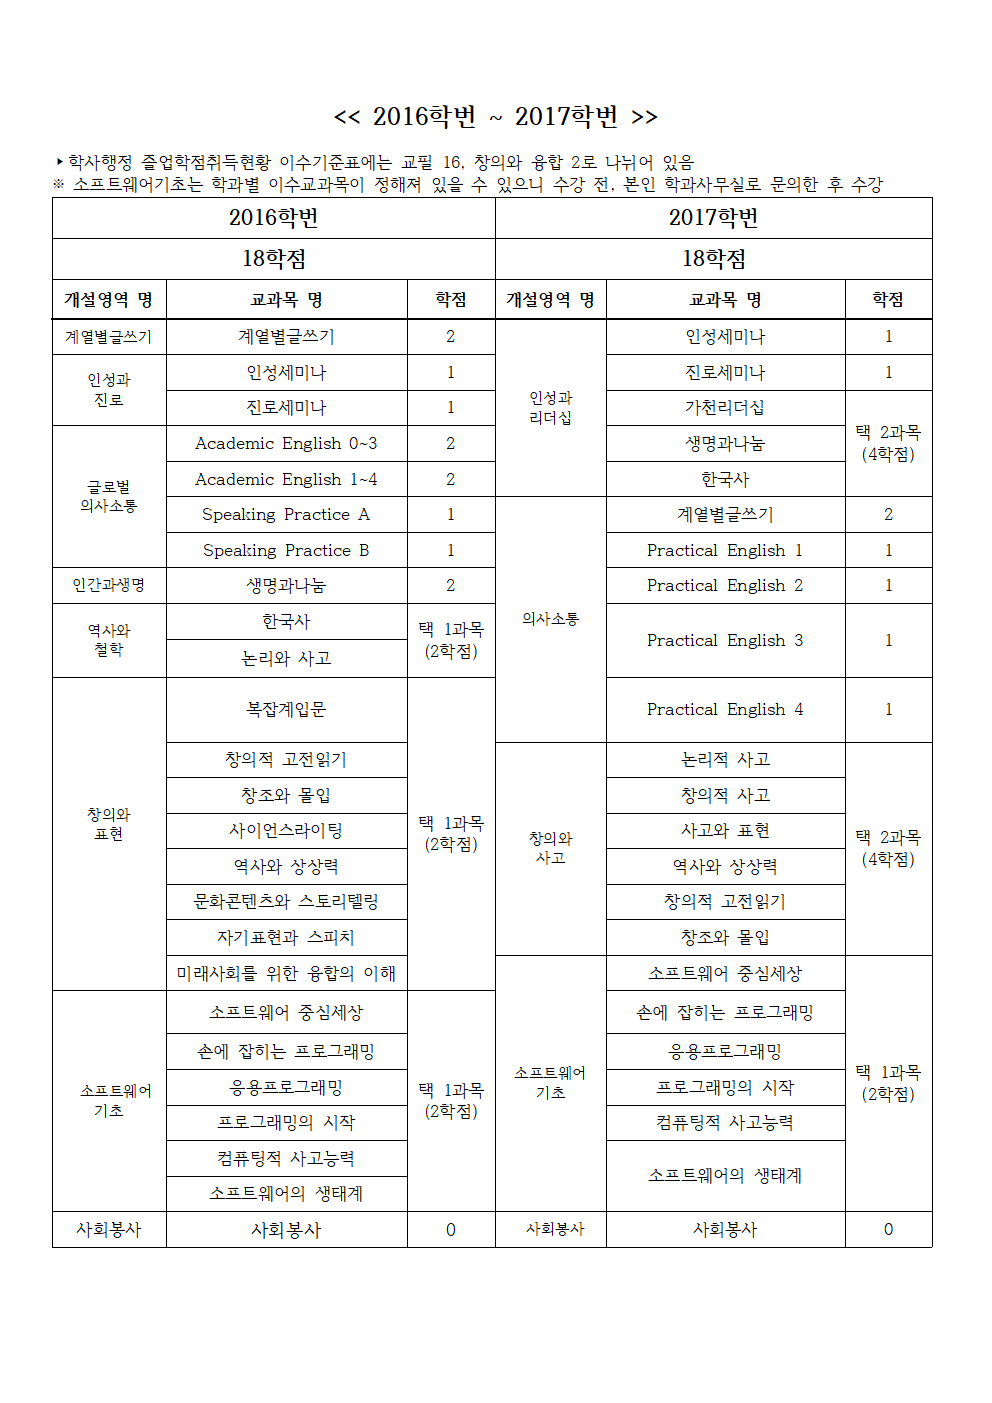 << 2016학번 ~ 2017학번 >>
▶학사행정 졸업학점취득현황 이수기준표에는 교필 16, 창의와 융합 2로 나뉘어 있음
※ 소프트웨어기초는 학과별 이수교과목이 정해져 있을 수 있으니 수강 전, 본인 학과사무실로 문의한 후 수강
2016학번
18학점
개설영역 명 교과목 명 학점
계열별글쓰기 계열별글쓰기 2
인성과
진로
인성세미나 1
진로세미나 1
글로벌
의사소통
Academic English 0~3 2
Academic English 1~4 2
Speaking Practice A 1
Speaking Practice B 1
인간과생명 생명과나눔 2
역사와
철학
한국사
논리와 사고
택 1과목
(2학점)
창의와
표현
복잡계입문
창의적 고전읽기
창조와 몰입
사이언스라이팅
역사와 상상력
문화콘텐츠와 스토리텔링
자기표현과 스피치
미래사회를 위한 융합의 이해
택 1과목
(2학점)
소프트웨어
기초
소프트웨어 중심세상
손에 잡히는 프로그래밍
응용프로그래밍
프로그래밍의 시작
컴퓨팅적 사고능력
소프트웨어의 생태계
택 1과목
(2학점)
사회봉사 사회봉사 0
2017학번
18학점
개설영역 명 교과목 명 학점
인성과
리더십
인성세미나 1
진로세미나 1
가천리더십
생명과나눔
한국사
택 2과목
(4학점)
의사소통
계열별글쓰기 2
Practical English 1 1
Practical English 2 1
Practical English 3 1
Practical English 4 1
창의와
사고
논리적 사고
창의적 사고
사고와 표현
역사와 상상력
창의적 고전읽기
창조와 몰입
택 2과목
(4학점)
소프트웨어
기초
소프트웨어 중심세상
손에 잡히는 프로그래밍
응용프로그래밍
프로그래밍의 시작
컴퓨팅적 사고능력
소프트웨어의 생태계
택 1과목
(2학점)
사회봉사 사회봉사 0